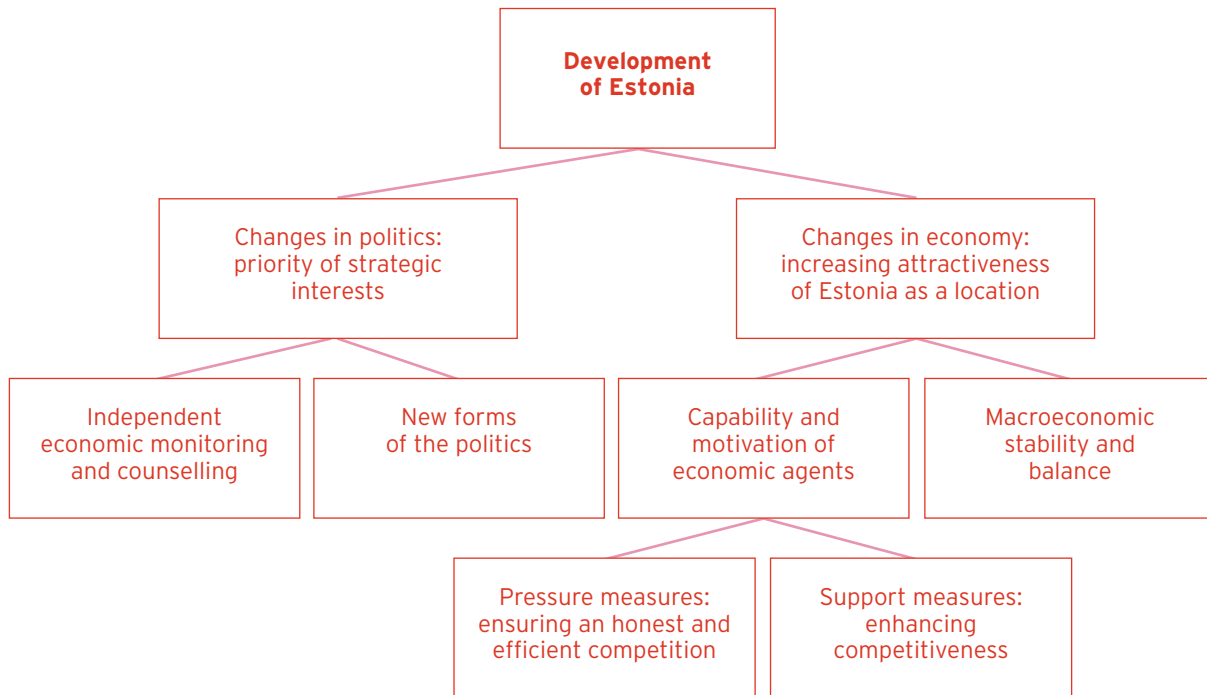 Development
of Estonia
Changes in politics:
priority of strategic
interests
Changes in economy:
increasing attractiveness
of Estonia as a location
Independent
economic monitoring
and counselling
New forms
of the politics
Capability and
motivation of
economic agents
Macroeconomic
stability and
balance
Pressure measures:
ensuring an honest and
efficient competition
Support measures:
enhancing
competitiveness